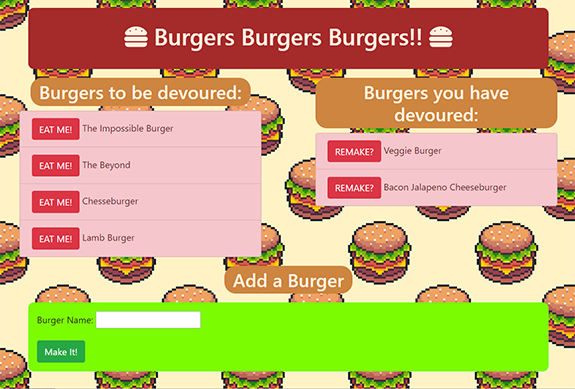 Burgers Burgers Burgers!!
Burgers to be devoured:
EAT ME! The Impossible Burger
EAT ME! The Beyond
EAT ME! Chesseburger
EAT ME! Lamb Burger
Burgers you have
devoured:
REMAKE? Veggie Burger
REMAKE? Bacon Jalapeno Cheeseburger
Add a Burger
Burger Name:
Make It!